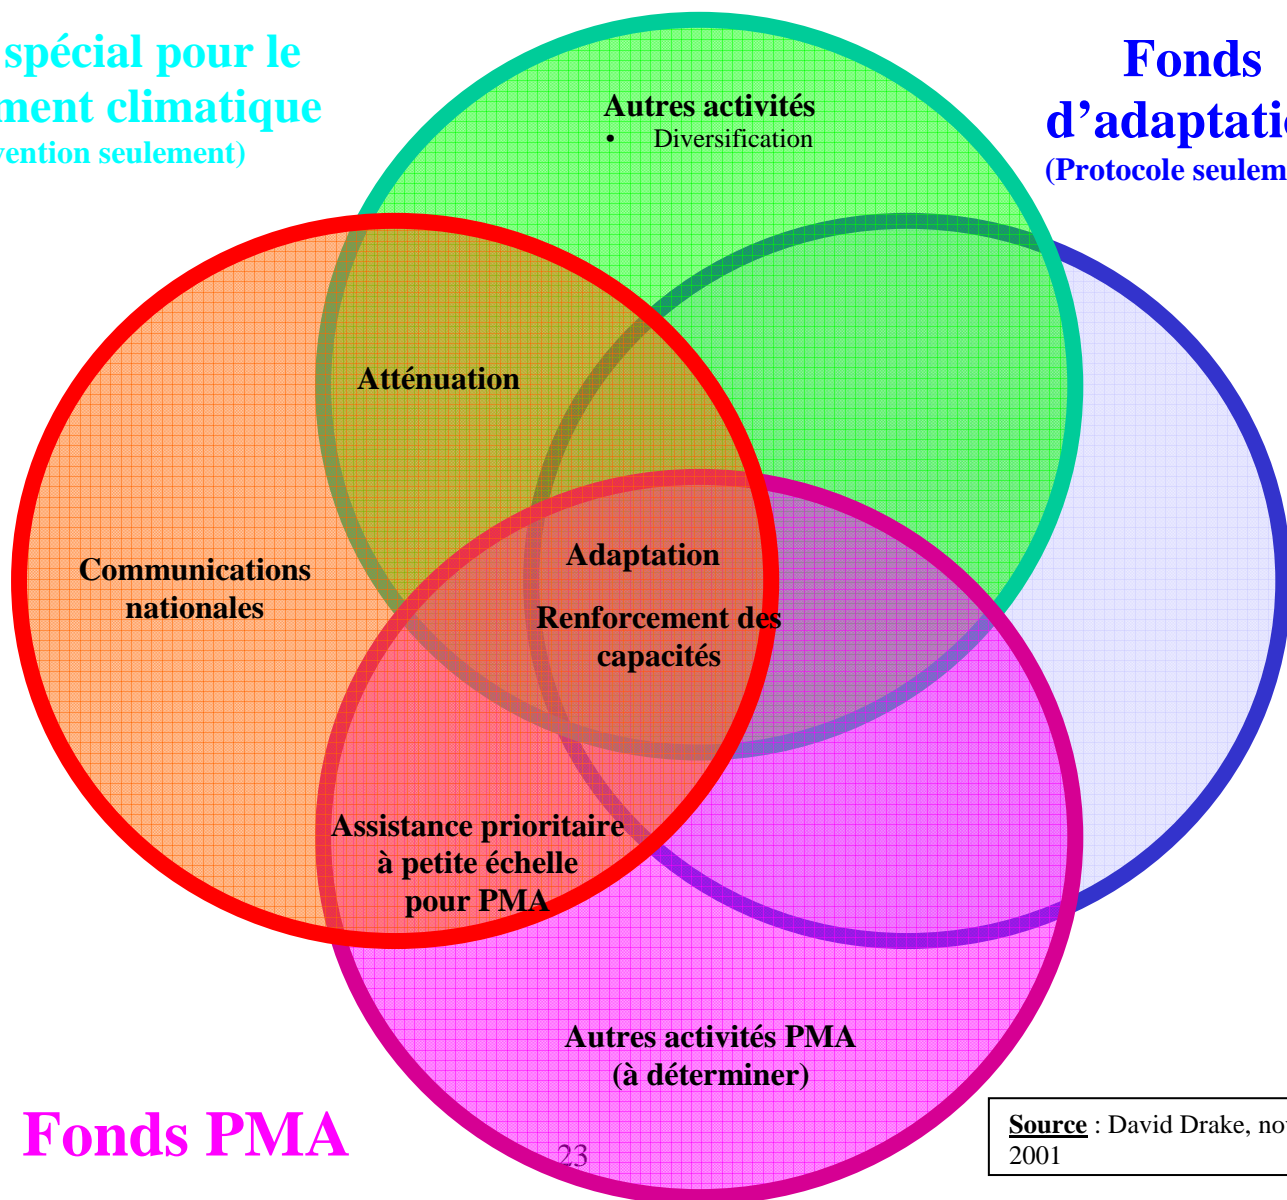 spécial pour le
ment climatique
vention seulement)
Fonds
d'adaptati
(Protocole seulem
Autres activités
• Diversification
Atténuation
Communications
nationales
Adaptation
Renforcement des
capacités
Assistance prioritaire
à petite échelle
pour PMA
Autres activités PMA
(à déterminer)
Fonds PMA
23
Source : David Drake, no
2001